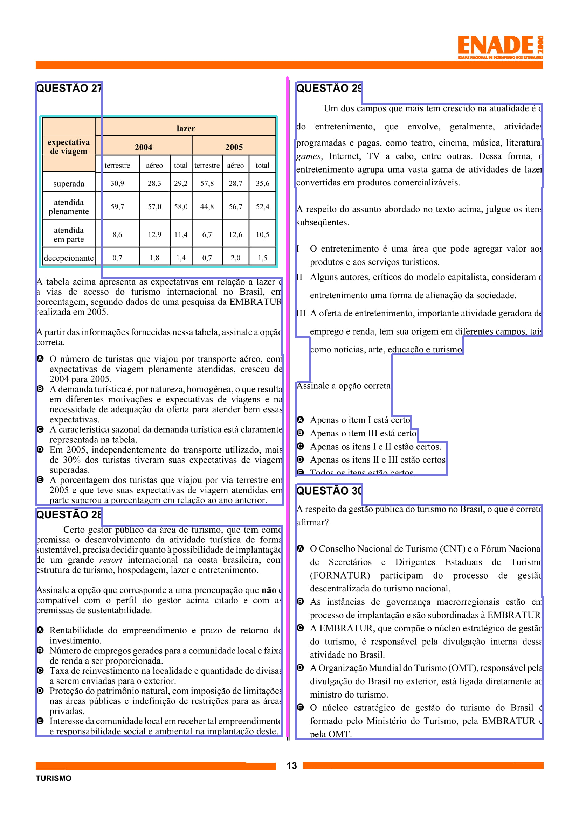 ENADE
QUESTÃO 27
lazer
expectativa de viagem
2004 2005
terrestre aéreo total terrestre aéreo total
superada 30,9 28,3 29,2 57,8 28,7 35,6
atendida plenamente 59,7 57,0 58,0 44,8 56,7 52,4
atendida em parte 8,6 12,9 11,4 6,7 12,6 10,5
decepcionante 0,7 1,8 1,4 0,7 2,0 1,5
A tabela acima apresenta as expectativas em relação a lazer e
a vias de acesso do turismo internacional no Brasil, em
porcentagem, segundo dados de uma pesquisa da EMBRATUR
realizada em 2005.
A partir das informações fornecidas nessa tabela, assinale a opção
correta.
A O número de turistas que viajou por transporte aéreo, com
expectativas de viagem plenamente atendidas, cresceu de
2004 para 2005.
B A demanda turística é, por natureza, homogênea, o que resulta
em diferentes motivações e expectativas de viagens e na
necessidade de adequação da oferta para atender bem essas
expectativas.
C A característica sazonal da demanda turística está claramente
representada na tabela.
D Em 2005, independentemente do transporte utilizado, mais
de 30% dos turistas tiveram suas expectativas de viagem
superadas.
E A porcentagem dos turistas que viajou por via terrestre em
2005 e que teve suas expectativas de viagem atendidas em
parte superou a porcentagem em relação ao ano anterior.
QUESTÃO 28
Certo gestor público da área de turismo, que tem como
premissa o desenvolvimento da atividade turística de forma
sustentável, precisa decidir quanto à possibilidade de implantação
de um grande resort internacional na costa brasileira, com
estrutura de turismo, hospedagem, lazer e entretenimento.
Assinale a opção que corresponde a uma preocupação que não é
compatível com o perfil do gestor acima citado e com as
premissas de sustentabilidade.
A Rentabilidade do empreendimento e prazo de retorno do
investimento.
B Número de empregos gerados para a comunidade local e faixa
de renda a ser proporcionada.
C Taxa de reinvestimento na localidade e quantidade de divisas
a serem enviadas para o exterior.
D Proteção do patrimônio natural, com imposição de limitações
nas áreas públicas e indefinição de restrições para as áreas
privadas.
E Interesse da comunidade local em receber tal empreendimento
e responsabilidade social e ambiental na implantação deste.
QUESTÃO 29
Um dos campos que mais tem crescido na atualidade é o
do entretenimento, que envolve, geralmente, atividades
programadas e pagas, como teatro, cinema, música, literatura,
games, Internet, TV a cabo, entre outras. Dessa forma, o
entretenimento agrupa uma vasta gama de atividades de lazer
convertidas em produtos comercializáveis.
A respeito do assunto abordado no texto acima, julgue os itens
subseqüentes.
I O entretenimento é uma área que pode agregar valor aos
produtos e aos serviços turísticos.
II Alguns autores, críticos do modelo capitalista, consideram o
entretenimento uma forma de alienação da sociedade.
III A oferta de entretenimento, importante atividade geradora de
emprego e renda, tem sua origem em diferentes campos, tais
como notícias, arte, educação e turismo.
Assinale a opção correta.
A Apenas o item I está certo.
B Apenas o item III está certo.
C Apenas os itens I e II estão certos.
D Apenas os itens II e III estão certos.
E Todos os itens estão certos.
QUESTÃO 30
A respeito da gestão pública do turismo no Brasil, o que é correto
afirmar?
A O Conselho Nacional de Turismo (CNT) e o Fórum Nacional
de Secretários e Dirigentes Estaduais de Turismo
(FORNATUR) participam do processo de gestão
descentralizada do turismo nacional.
B As instâncias de governança macrorregionais estão em
processo de implantação e são subordinadas à EMBRATUR.
C A EMBRATUR, que compõe o núcleo estratégico de gestão
do turismo, é responsável pela divulgação interna dessa
atividade no Brasil.
D A Organização Mundial do Turismo (OMT), responsável pela
divulgação do Brasil no exterior, está ligada diretamente ao
ministro do turismo.
E O núcleo estratégico de gestão do turismo do Brasil é
formado pelo Ministério do Turismo, pela EMBRATUR e
pela OMT.
13
TURISMO